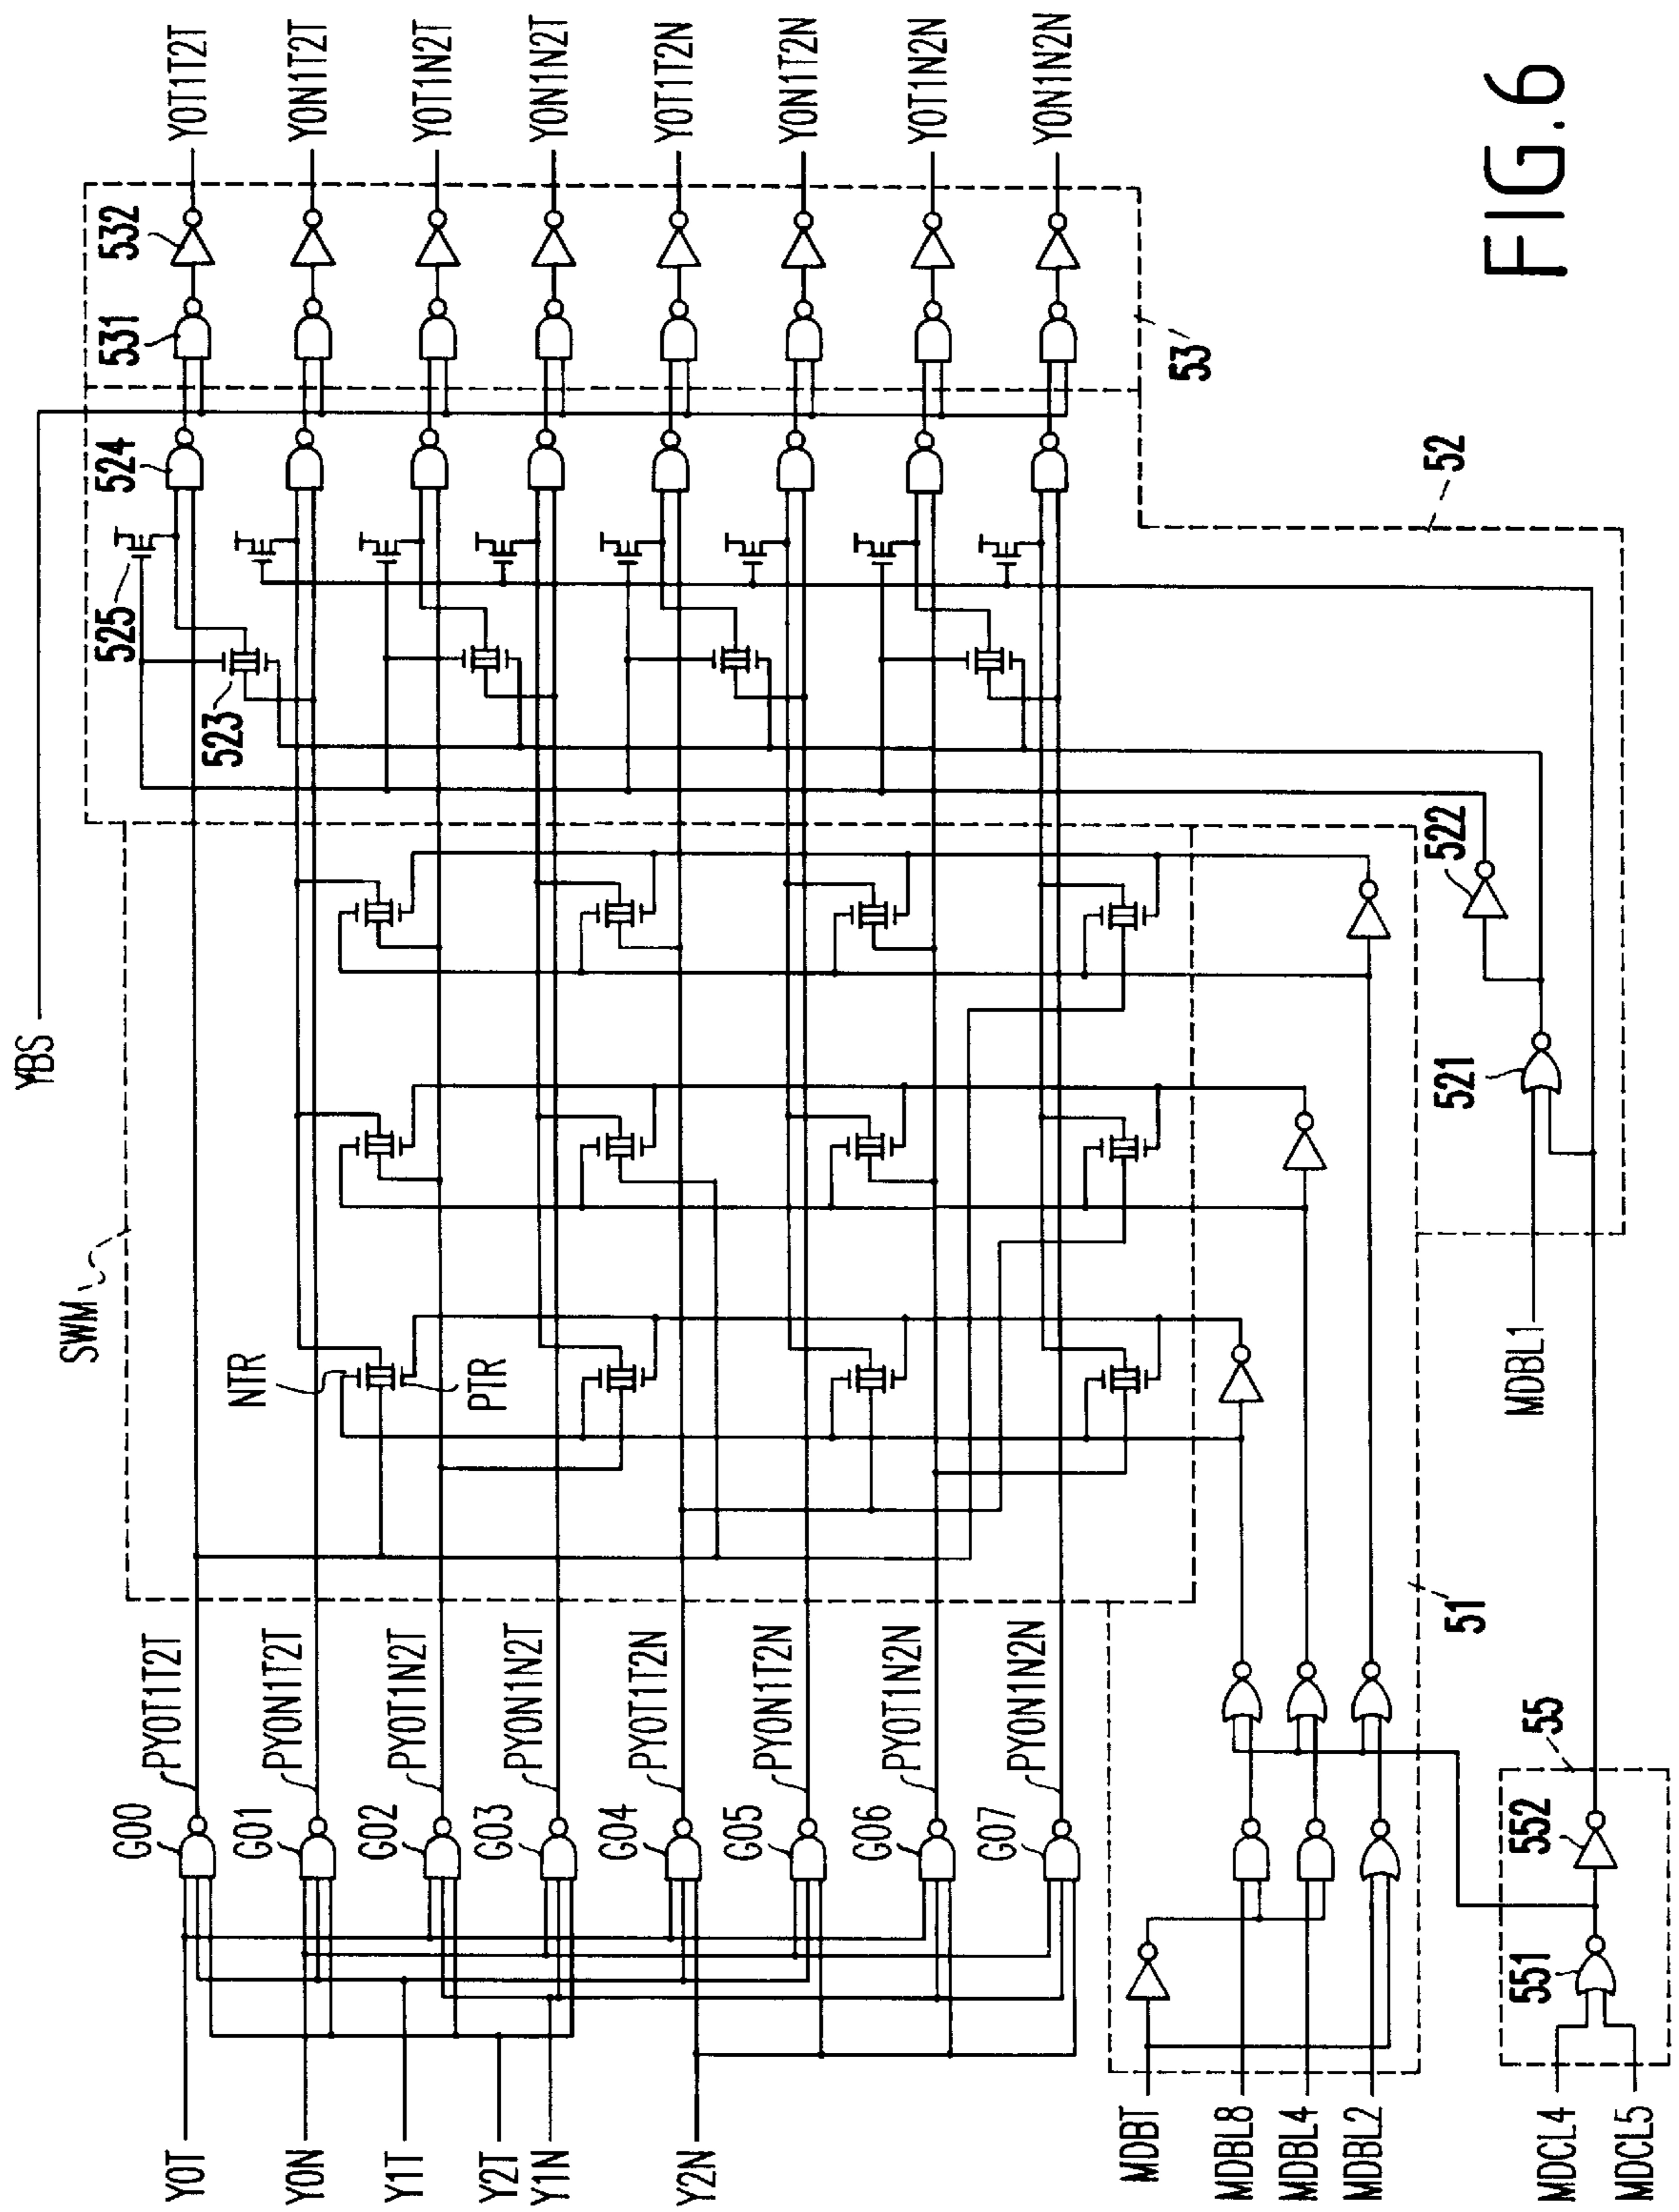 YBS
SWM
Y0T
Y0N
Y1T
Y2T
Y1N
Y2N
G00
G01
G02
G03
G04
G05
G06
G07
PY0T1T2T
PY0N1T2T
PY0T1N2T
PY0N1N2T
PY0T1T2N
PY0N1T2N
PY0T1N2N
PY0N1N2N
NTR
PTR
523
525
524
531
532
Y0T1T2T
Y0N1T2T
Y0T1N2T
Y0N1N2T
Y0T1T2N
Y0N1T2N
Y0T1N2N
Y0N1N2N
53
52
MDBT
MDBL8
MDBL4
MDBL2
51
MDBL1
521
522
MDCL4
MDCL5
551
552
55
FIG.6